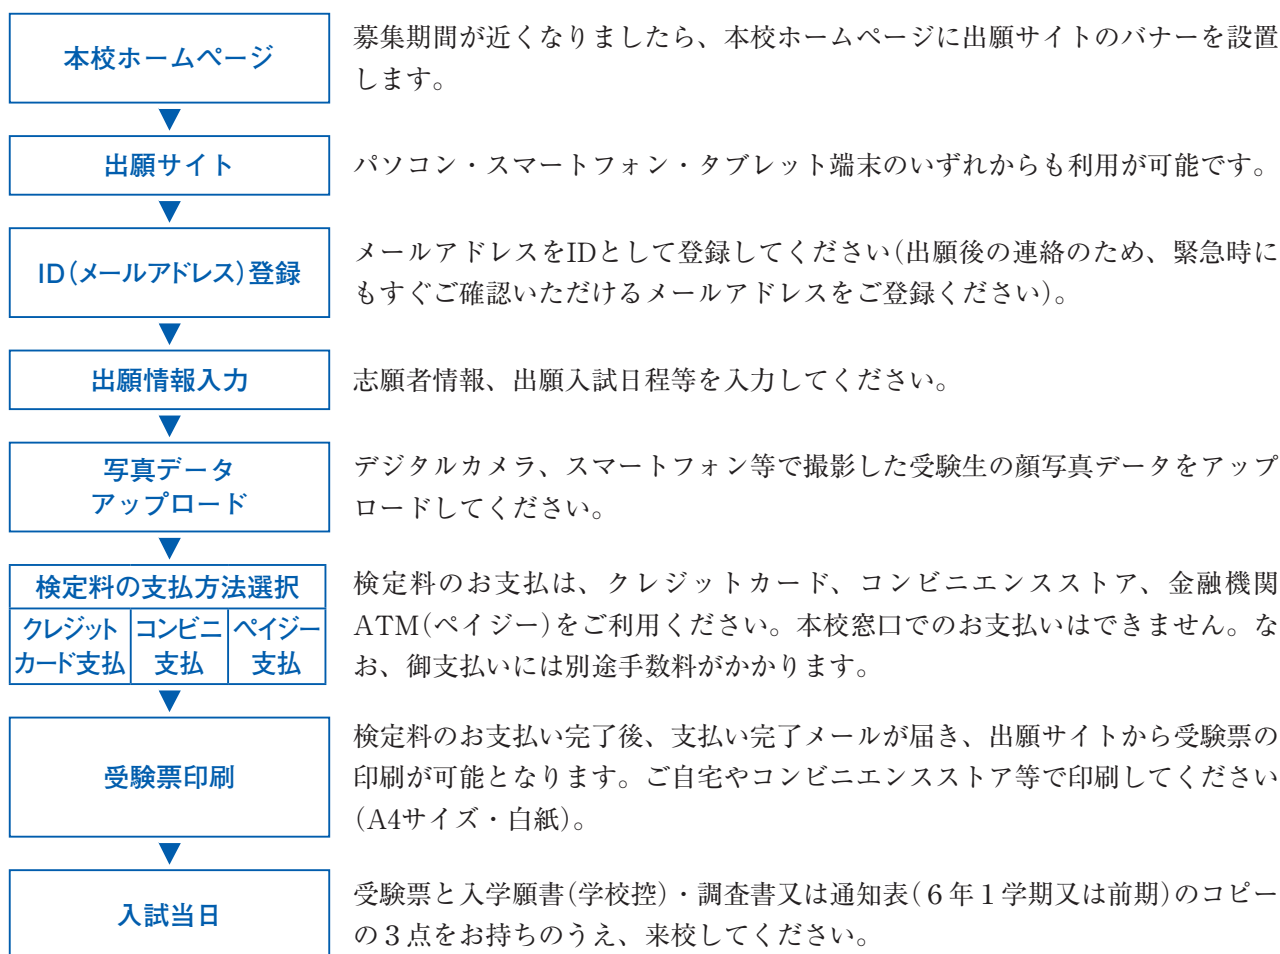 本校ホームページ
募集期間が近くなりましたら、本校ホームページに出願サイトのバナーを設置
します。
出願サイト
パソコン・スマートフォン・タブレット端末のいずれからも利用が可能です。
ID（メールアドレス）登録
メールアドレスをIDとして登録してください（出願後の連絡のため、緊急時に
もすぐご確認いただけるメールアドレスをご登録ください）。
出願情報入力
志願者情報、出願入試日程等を入力してください。
写真データ
アップロード
デジタルカメラ、スマートフォン等で撮影した受験生の顔写真データをアップ
ロードしてください。
検定料の支払方法選択
クレジット
カード支払
コンビニ
支払
ペイジー
支払
検定料のお支払は、クレジットカード、コンビニエンスストア、金融機関
ATM（ペイジー）をご利用ください。本校窓口でのお支払いはできません。な
お、御支払いには別途手数料がかかります。
受験票印刷
検定料のお支払い完了後、支払い完了メールが届き、出願サイトから受験票の
印刷が可能となります。ご自宅やコンビニエンスストア等で印刷してください
（A4サイズ・白紙）。
入試当日
受験票と入学願書（学校控）・調査書又は通知表（６年１学期又は前期）のコピー
の３点をお持ちのうえ、来校してください。